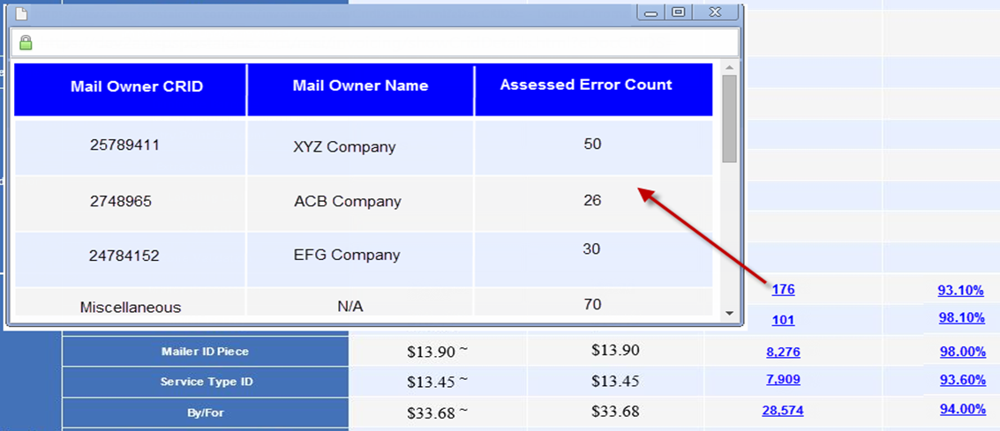 Mail Owner CRID Mail Owner Name Assessed Error Count
25789411 XYZ Company 50
2748965 ACB Company 26
24784152 EFG Company 30
Miscellaneous N/A 70
176 93.10%
101 98.10%
Mailer ID Piece $13.90 ~ $13.90 8,276 98.00%
Service Type ID $13.45 ~ $13.45 7,909 93.60%
By/For $33.68 ~ $33.68 28,574 94.00%